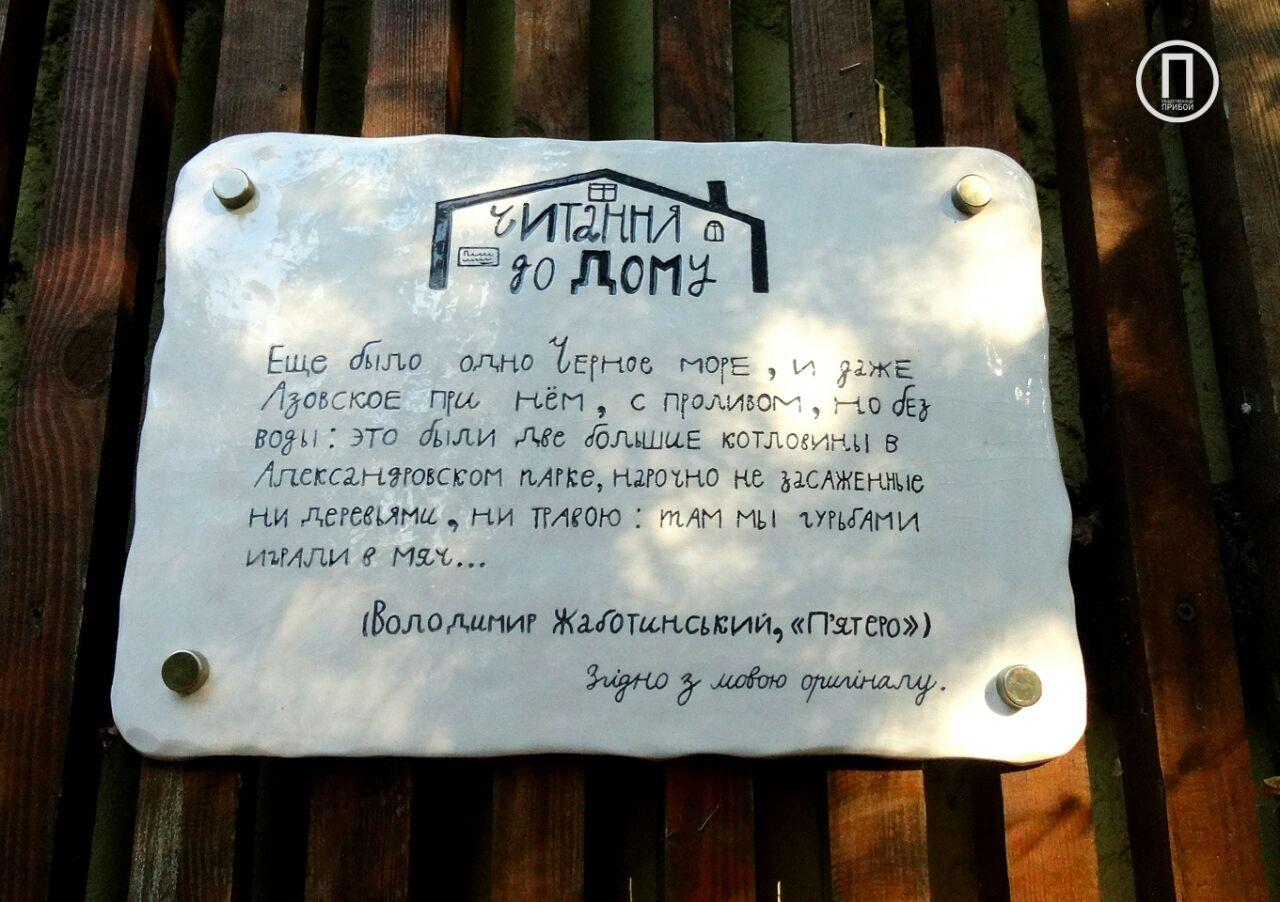 П
ПРИБОЙ
Читання
до Дому
Еще было одно Черное море, и даже
Азовское при нём, с проливом, но без
воды: это были две большие котловины в
Александровском парке, нарочно не засаженные
ни деревьями, ни травою: там мы гурьбами
играли в мяч...
(Володимир Жаботинський, «П'ятеро»)
Згідно з мовою оригіналу.